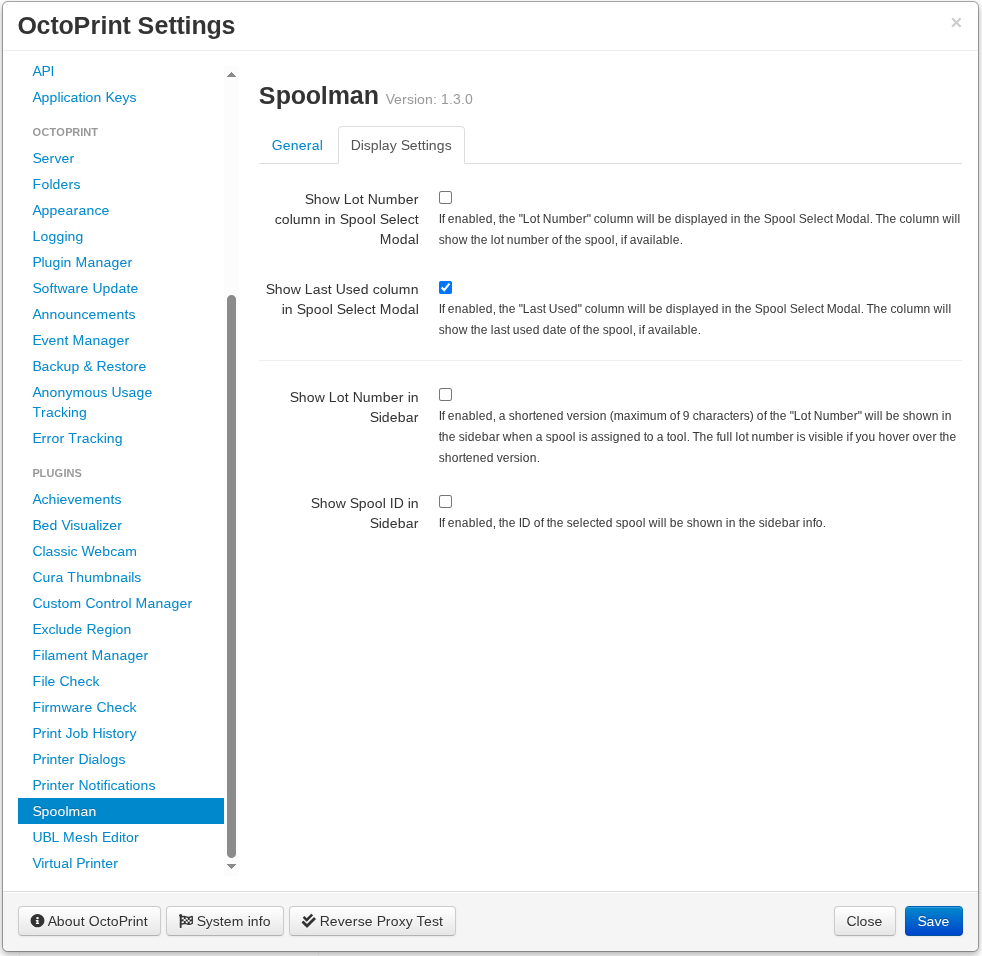 OctoPrint Settings
×
API
Application Keys
OCTOPRINT
Server
Folders
Appearance
Logging
Plugin Manager
Software Update
Announcements
Event Manager
Backup & Restore
Anonymous Usage
Tracking
Error Tracking
PLUGINS
Achievements
Bed Visualizer
Classic Webcam
Cura Thumbnails
Custom Control Manager
Exclude Region
Filament Manager
File Check
Firmware Check
Print Job History
Printer Dialogs
Printer Notifications
Spoolman
UBL Mesh Editor
Virtual Printer
Spoolman Version: 1.3.0
General Display Settings
Show Lot Number
column in Spool Select
Modal
If enabled, the "Lot Number" column will be displayed in the Spool Select Modal. The column will
show the lot number of the spool, if available.
Show Last Used column
in Spool Select Modal
If enabled, the "Last Used" column will be displayed in the Spool Select Modal. The column will
show the last used date of the spool, if available.
Show Lot Number in
Sidebar
If enabled, a shortened version (maximum of 9 characters) of the "Lot Number" will be shown in
the sidebar when a spool is assigned to a tool. The full lot number is visible if you hover over the
shortened version.
Show Spool ID in
Sidebar
If enabled, the ID of the selected spool will be shown in the sidebar info.
About OctoPrint System info Reverse Proxy Test Close Save